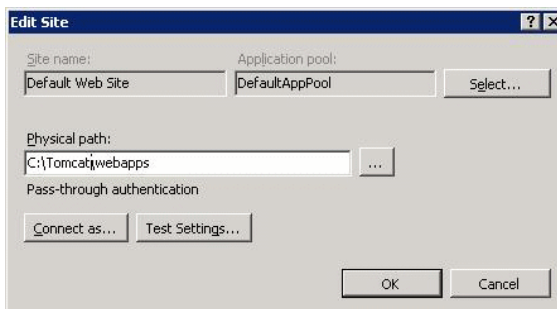 Edit Site
Site name:
Application pool:
Default Web Site
DefaultAppPool
Select...
Physical path:
C:\Tomcat\webapps
...
Pass-through authentication
Connect as...
Test Settings...
OK
Cancel